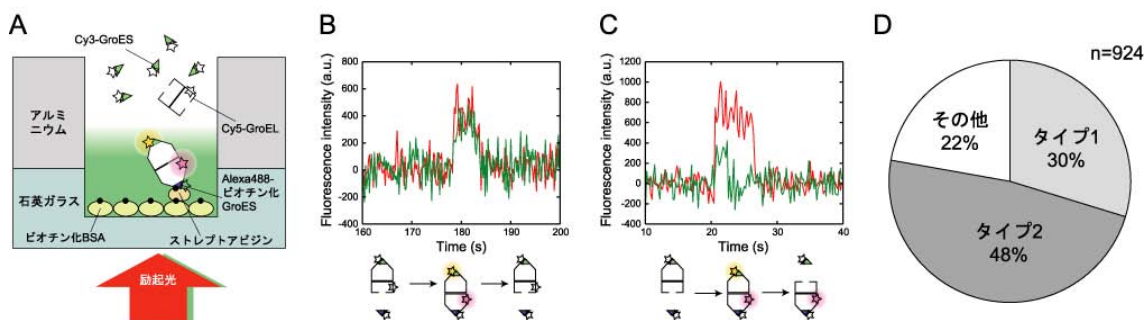 A
Cy3-GroES
アルミ
ニウム
Cy5-GroEL
Alexa488-
ビオチン化
GroES
石英ガラス
ビオチン化BSA
ストレプトアビジン
励起光
B
Fluorescence intensity (a.u.)
800
600
400
200
0
-200
-400
160
170
180
190
200
Time (s)
C
Fluorescence intensity (a.u.)
1200
1000
800
600
400
200
0
-200
-400
10
20
30
40
Time (s)
D
n=924
その他
22%
タイプ1
30%
タイプ2
48%